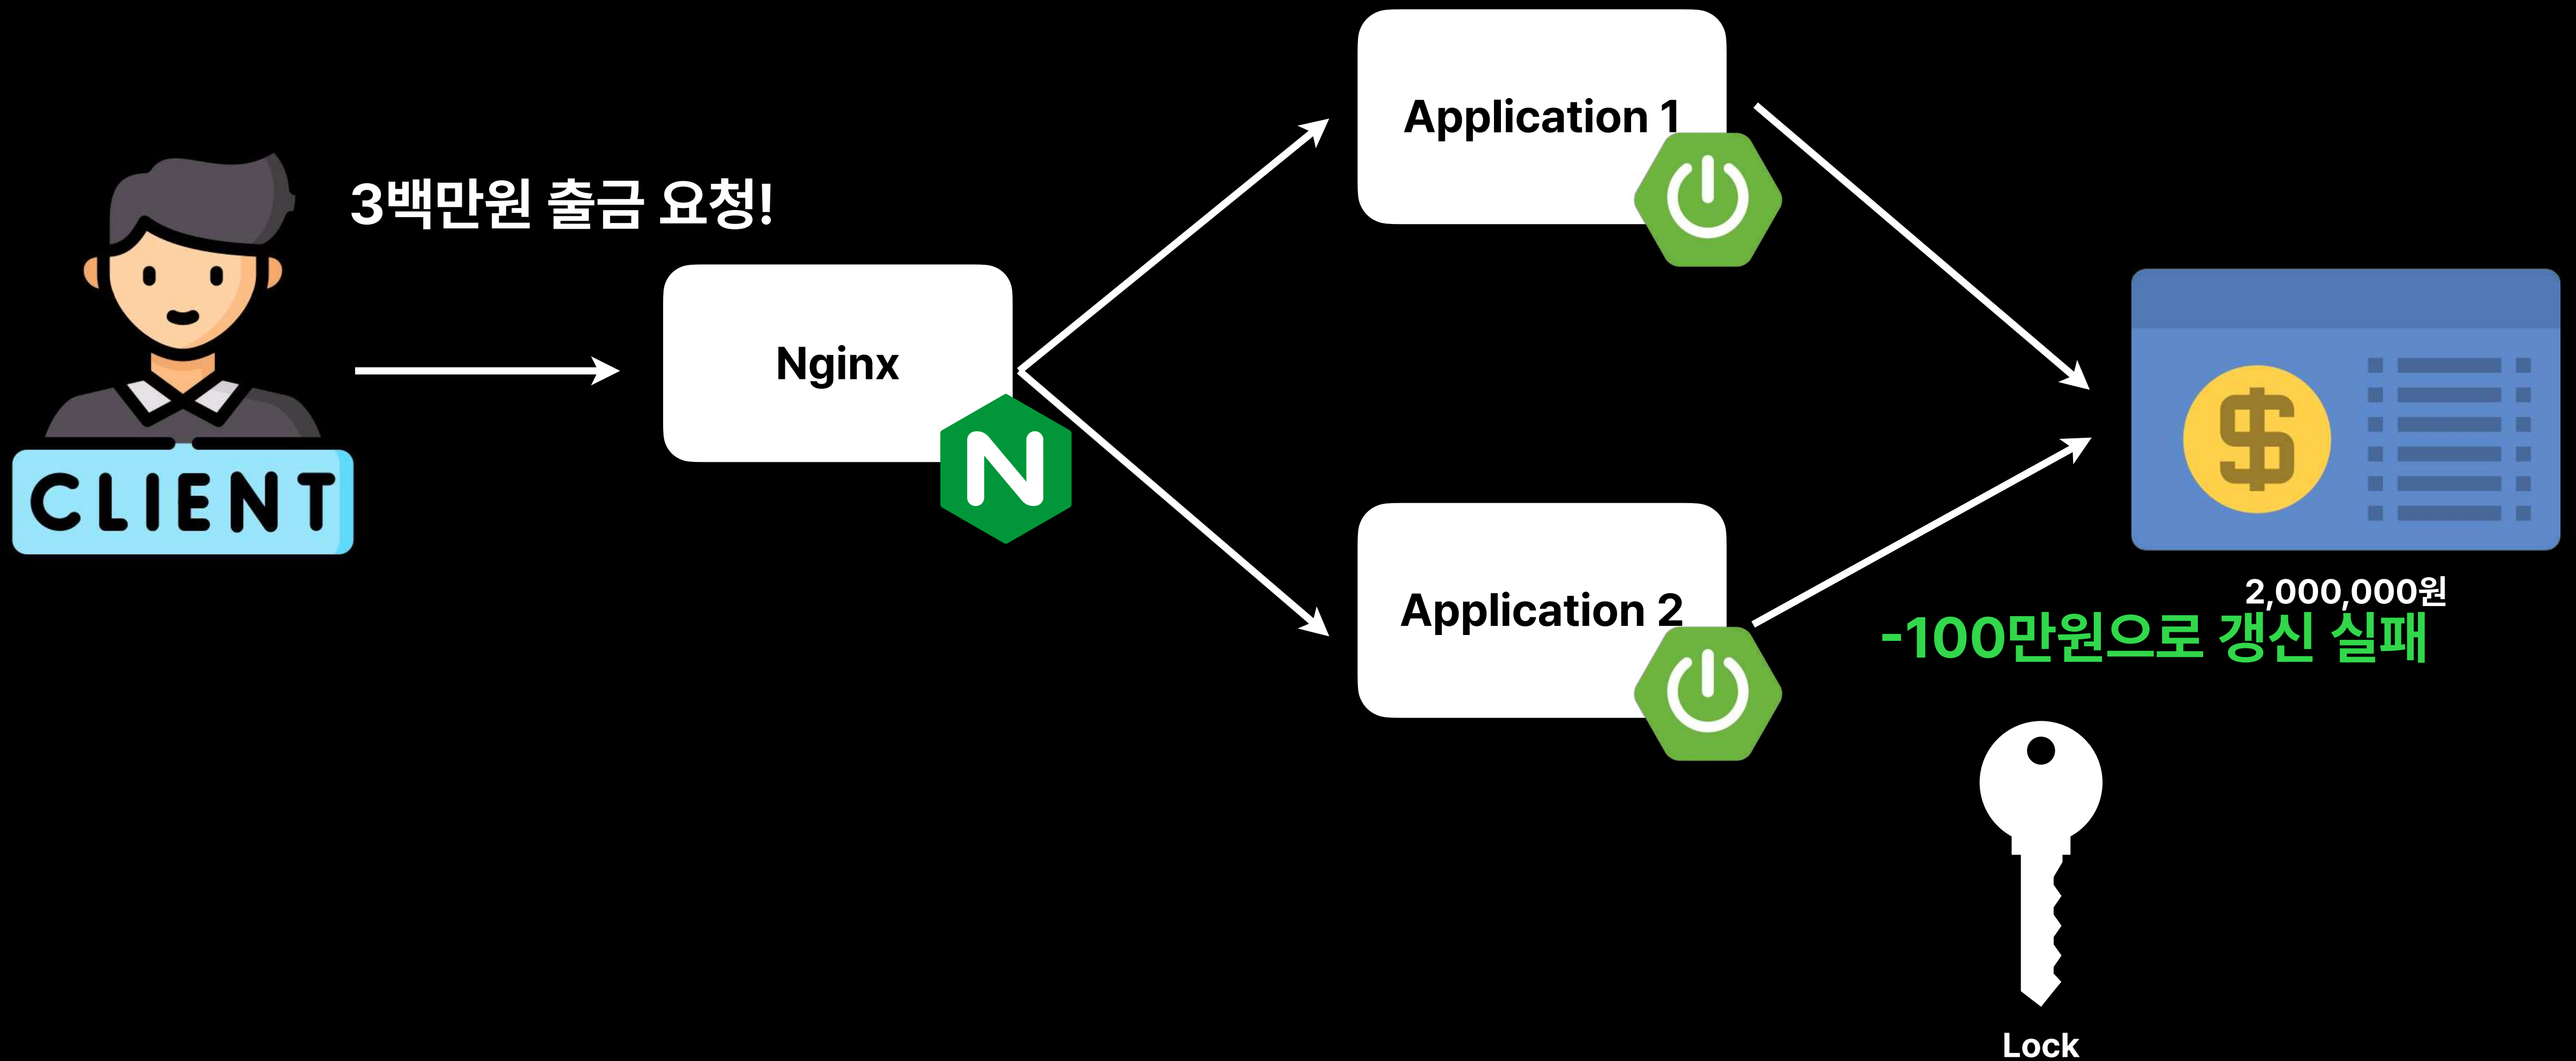 3백만원 출금 요청!
CLIENT
Nginx
N
Application 1
Application 2
2,000,000원
-100만원으로 갱신 실패
Lock